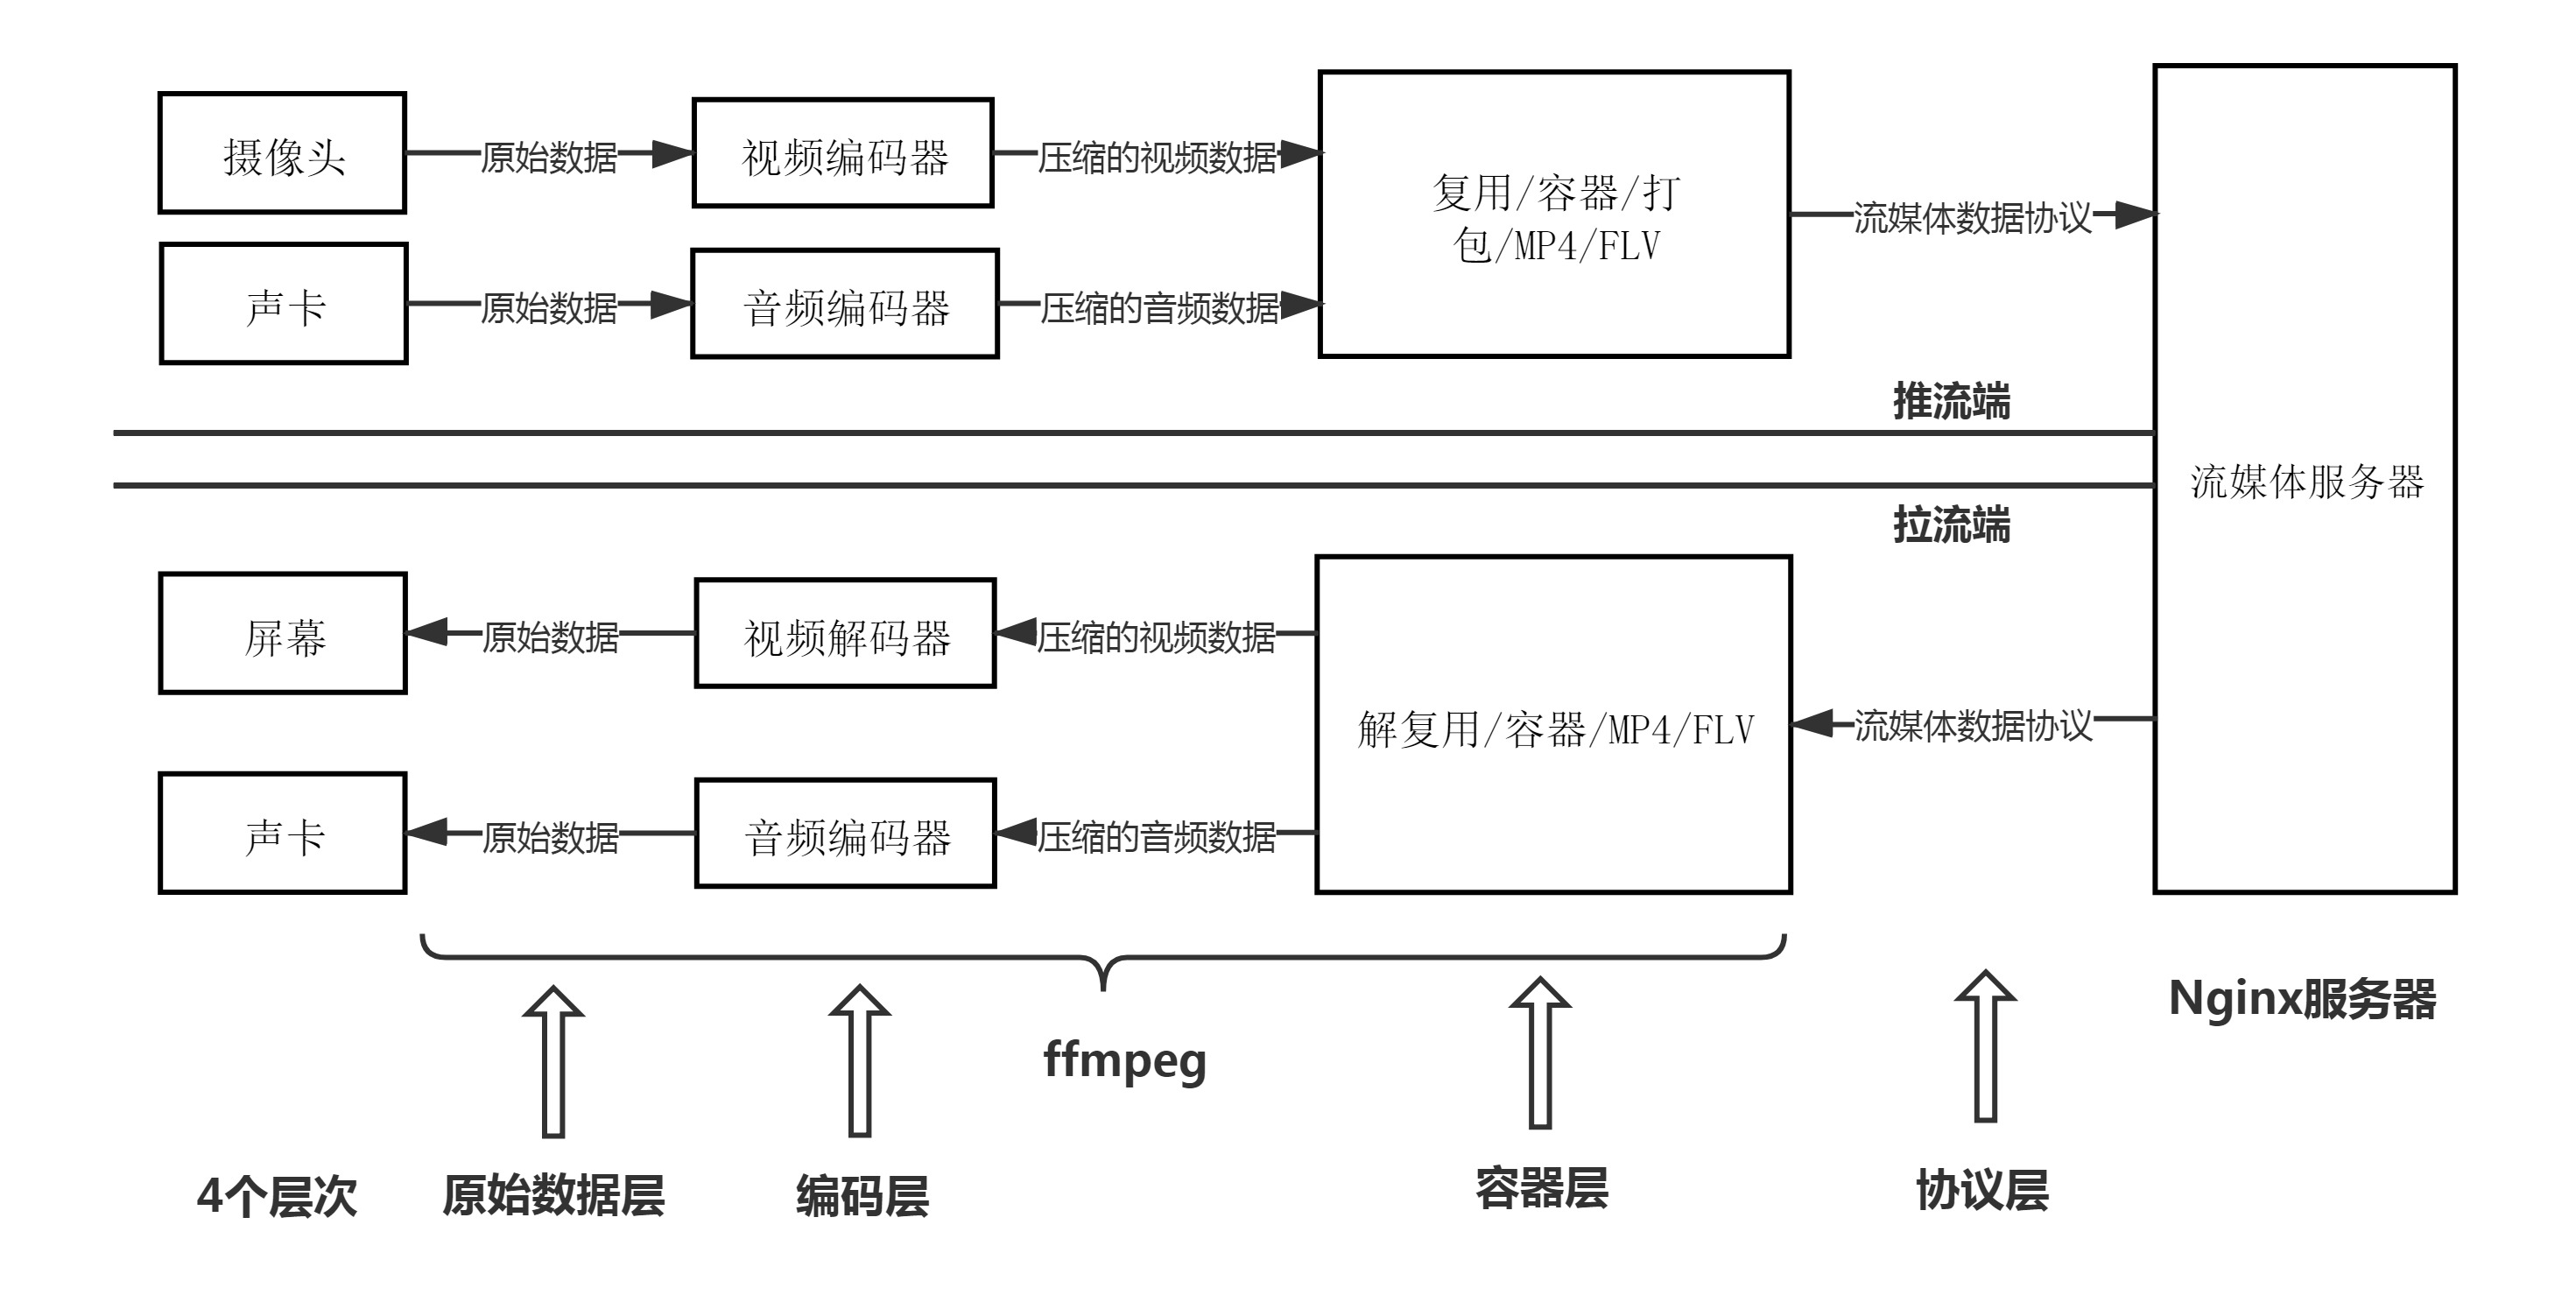 摄像头
原始数据
视频编码器
压缩的视频数据
复用/容器/打
包/MP4/FLV
流媒体数据协议
声卡
原始数据
音频编码器
压缩的音频数据
推流端
流媒体服务器
拉流端
屏幕
原始数据
视频解码器
压缩的视频数据
解复用/容器/MP4/FLV
流媒体数据协议
声卡
原始数据
音频编码器
压缩的音频数据
ffmpeg
Nginx服务器
4个层次
原始数据层
编码层
容器层
协议层